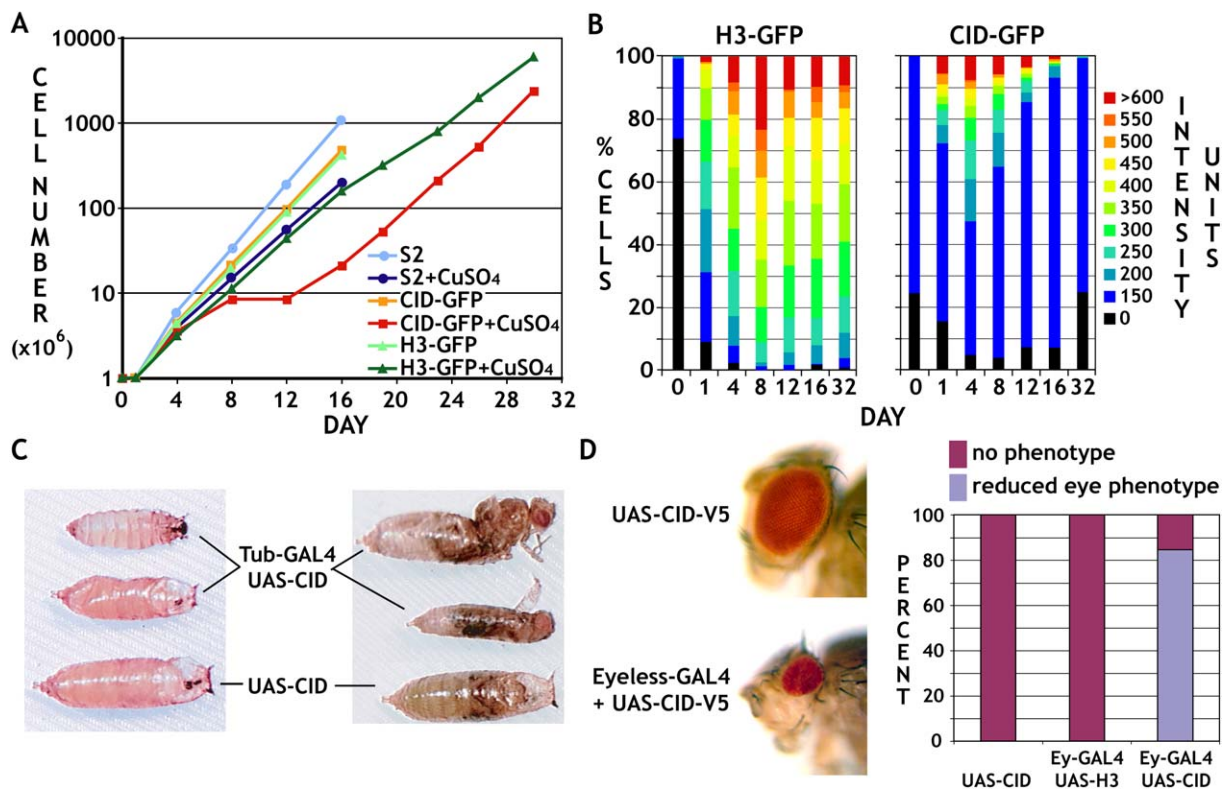 A
CELL NUMBER
(x10⁶)
10000
1000
100
10
1
0 4 8 12 16 20 24 28 32
DAY
S2
S2+CuSO₄
CID-GFP
CID-GFP+CuSO₄
H3-GFP
H3-GFP+CuSO₄
B
H3-GFP
CID-GFP
% CELLS
100
80
60
40
20
0
0 1 4 8 12 16 32
0 1 4 8 12 16 32
DAY
>600
550
500
450
400
350
300
250
200
150
0
INTENSITY
UNITS
C
Tub-GAL4
UAS-CID
UAS-CID
D
UAS-CID-V5
Eyeless-GAL4
+ UAS-CID-V5
no phenotype
reduced eye phenotype
PERCENT
100
80
60
40
20
0
UAS-CID
Ey-GAL4
UAS-H3
Ey-GAL4
UAS-CID